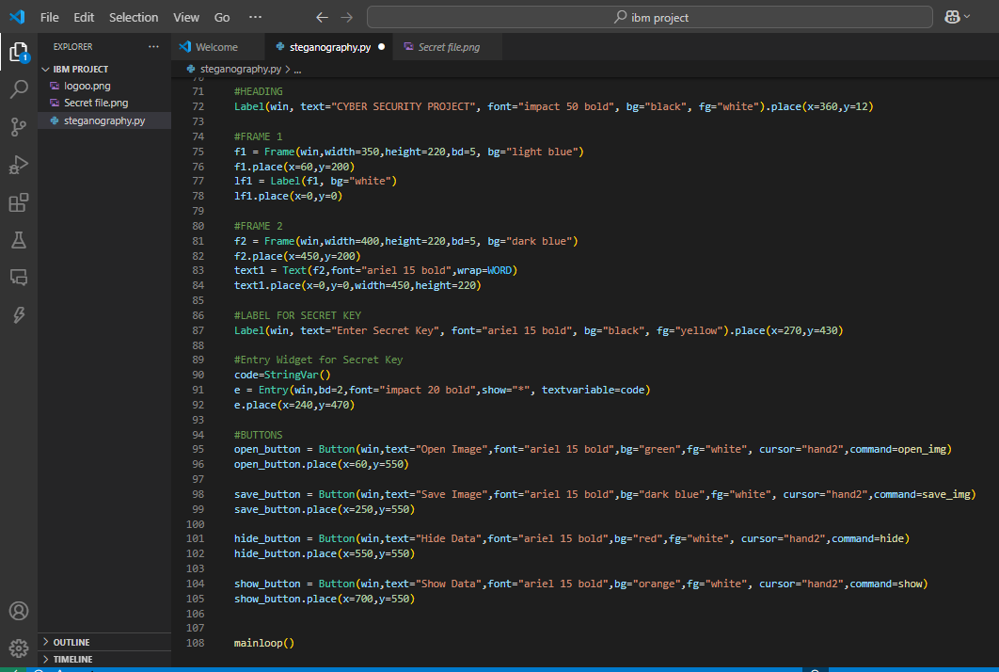 File Edit Selection View Go ··· ibm project
EXPLORER ···
IBM PROJECT
logoo.png
Secret file.png
steganography.py
OUTLINE
TIMELINE
1
Welcome steganography.py Secret file.png
steganography.py > ...
70
71 #HEADING
72 Label(win, text="CYBER SECURITY PROJECT", font="impact 50 bold", bg="black", fg="white").place(x=360,y=12)
73
74 #FRAME 1
75 f1 = Frame(win,width=350,height=220,bd=5, bg="light blue")
76 f1.place(x=60,y=200)
77 lf1 = Label(f1, bg="white")
78 lf1.place(x=0,y=0)
79
80 #FRAME 2
81 f2 = Frame(win,width=400,height=220,bd=5, bg="dark blue")
82 f2.place(x=450,y=200)
83 text1 = Text(f2,font="ariel 15 bold",wrap=WORD)
84 text1.place(x=0,y=0,width=450,height=220)
85
86 #LABEL FOR SECRET KEY
87 Label(win, text="Enter Secret Key", font="ariel 15 bold", bg="black", fg="yellow").place(x=270,y=430)
88
89 #Entry Widget for Secret Key
90 code=StringVar()
91 e = Entry(win,bd=2,font="impact 20 bold",show="*", textvariable=code)
92 e.place(x=240,y=470)
93
94 #BUTTONS
95 open_button = Button(win,text="Open Image",font="ariel 15 bold",bg="green",fg="white", cursor="hand2",command=open_img)
96 open_button.place(x=60,y=550)
97
98 save_button = Button(win,text="Save Image",font="ariel 15 bold",bg="dark blue",fg="white", cursor="hand2",command=save_img)
99 save_button.place(x=250,y=550)
100
101 hide_button = Button(win,text="Hide Data",font="ariel 15 bold",bg="red",fg="white", cursor="hand2",command=hide)
102 hide_button.place(x=550,y=550)
103
104 show_button = Button(win,text="Show Data",font="ariel 15 bold",bg="orange",fg="white", cursor="hand2",command=show)
105 show_button.place(x=700,y=550)
106
107
108 mainloop()